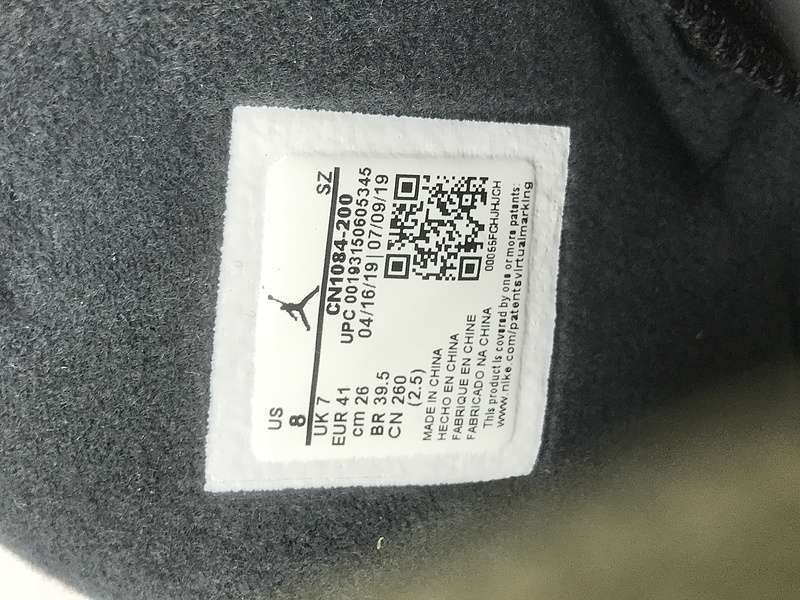 US
8
SZ
UK 7
EUR 41
cm 26
BR 39.5
CN 260
(2.5)
CN1084-200
UPC 00193150605345
04/16/19 | 07/09/19
00065FGHJHJGH
MADE IN CHINA
HECHO EN CHINA
FABRIQUE EN CHINE
FABRICADO NA CHINA
This product is covered by one or more patents:
www.nike.com/patentsvirtualmarking